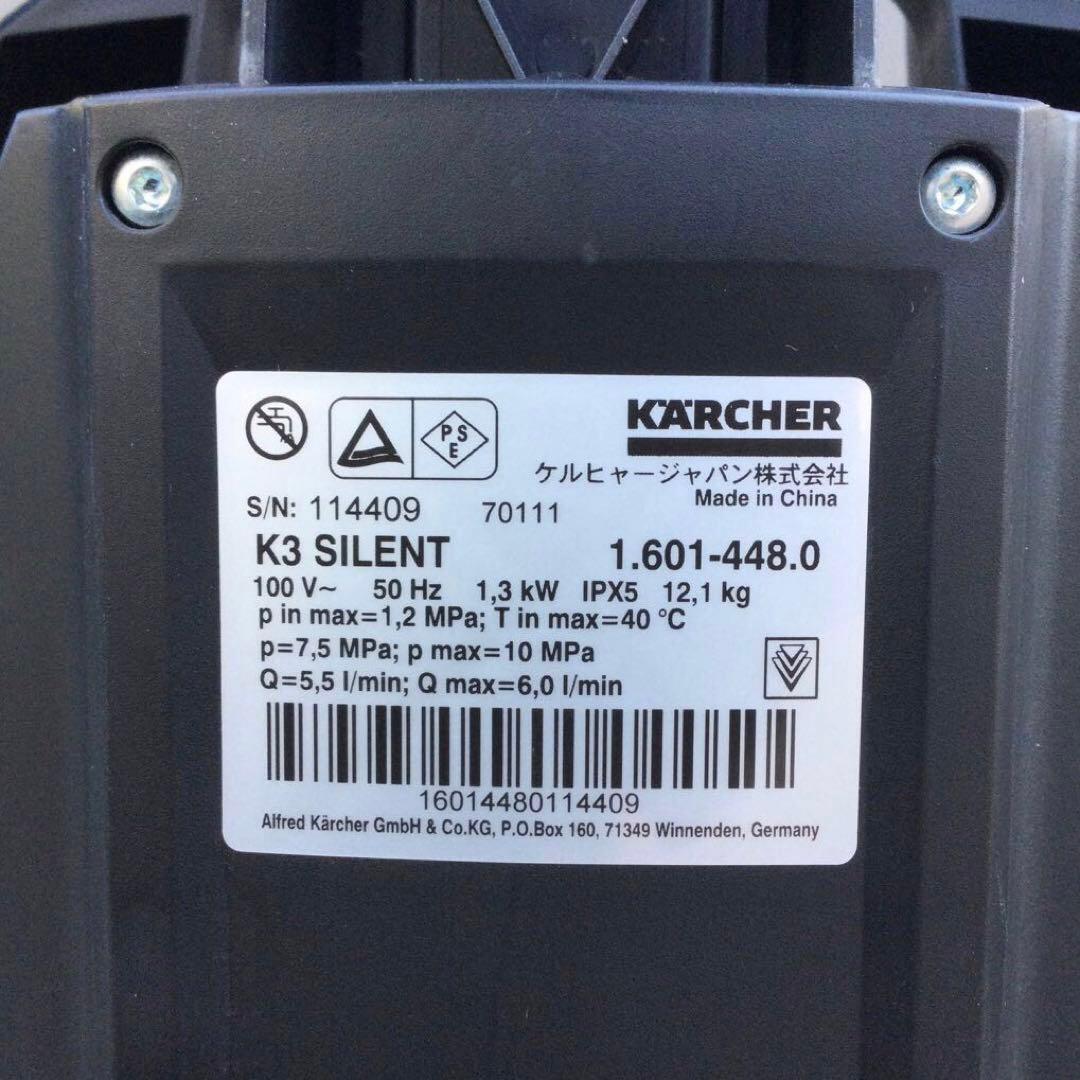 KÄRCHER
PSE
ケルヒャージャパン株式会社
Made in China
S/N: 114409 70111
K3 SILENT 1.601-448.0
100 V~ 50 Hz 1,3 kW IPX5 12,1 kg
p in max=1,2 MPa; T in max=40 °C
p=7,5 MPa; p max=10 MPa
Q=5,5 l/min; Q max=6,0 l/min
16014480114409
Alfred Kärcher GmbH & Co.KG, P.O.Box 160, 71349 Winnenden, Germany